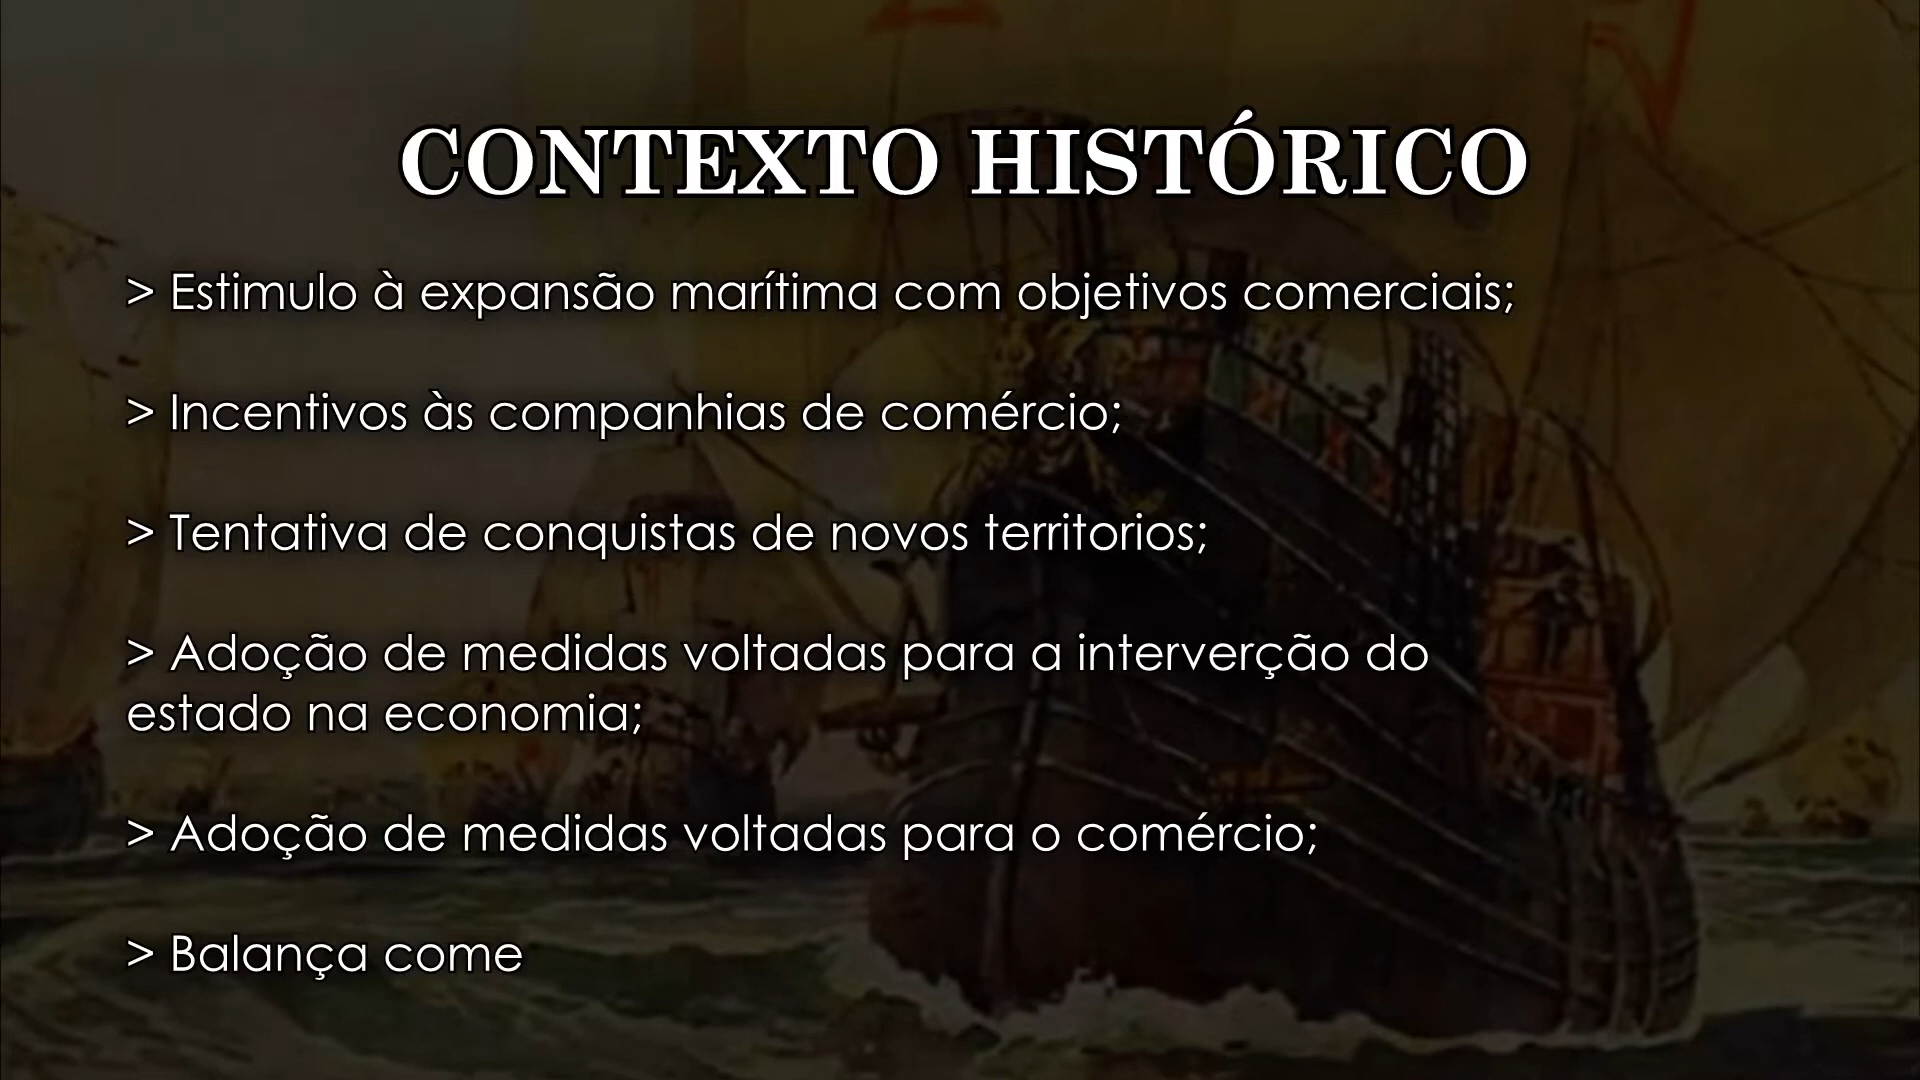 CONTEXTO HISTÓRICO
> Estimulo à expansão marítima com objetivos comerciais;
> Incentivos às companhias de comércio;
> Tentativa de conquistas de novos territorios;
> Adoção de medidas voltadas para a interverção do
estado na economia;
> Adoção de medidas voltadas para o comércio;
> Balança come